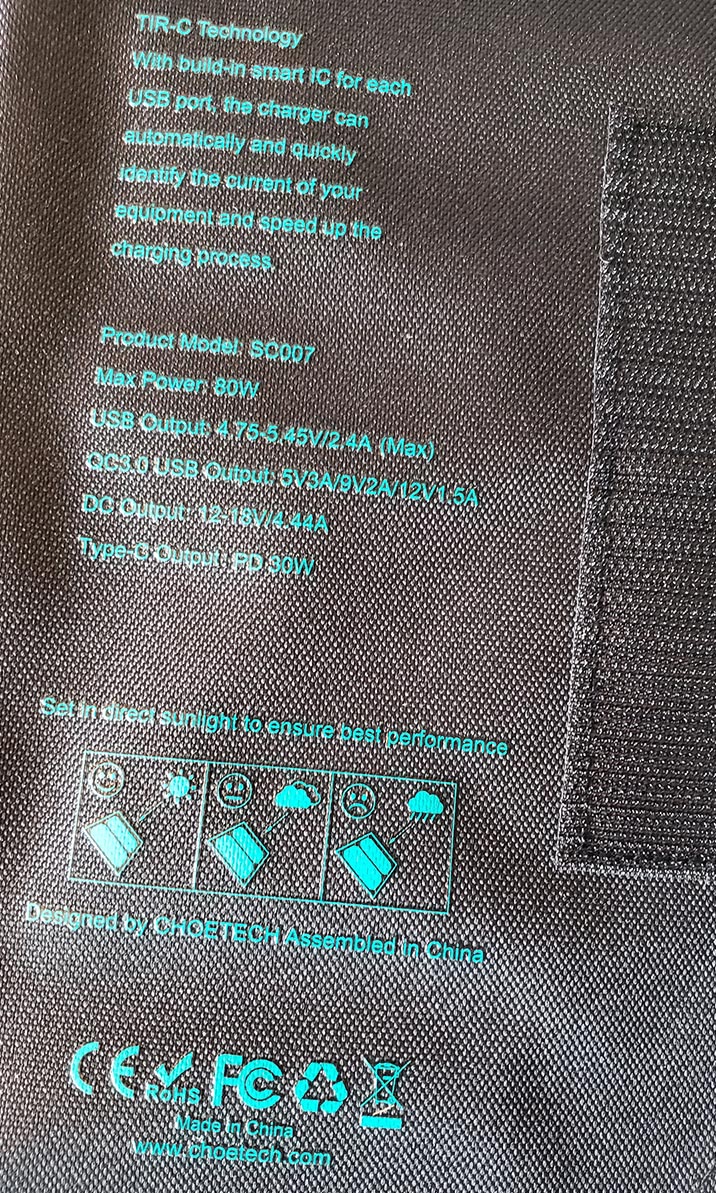 TIR-C Technology
With build-in smart IC for each
USB port, the charger can
automatically and quickly
identify the current of your
equipment and speed up the
charging process.
Product Model: SC007
Max Power: 80W
USB Output: 4.75-5.45V/2.4A (Max)
QC3.0 USB Output: 5V3A/9V2A/12V1.5A
DC Output: 12-18V/4.44A
Type-C Output: PD 30W
Set in direct sunlight to ensure best performance
Designed by CHOETECH Assembled in China
CE RoHS FC
Made in China
www.choetech.com